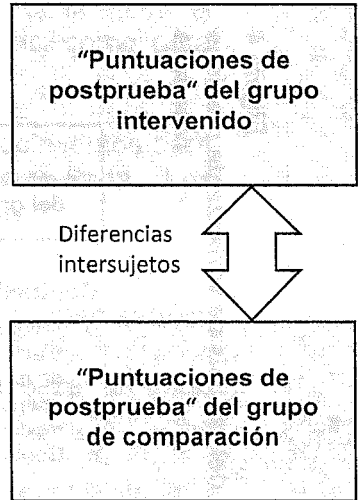 “Puntuaciones de
postprueba“ del grupo
intervenido
Diferencias
intersujetos
“Puntuaciones de
postprueba“ del grupo
de comparación